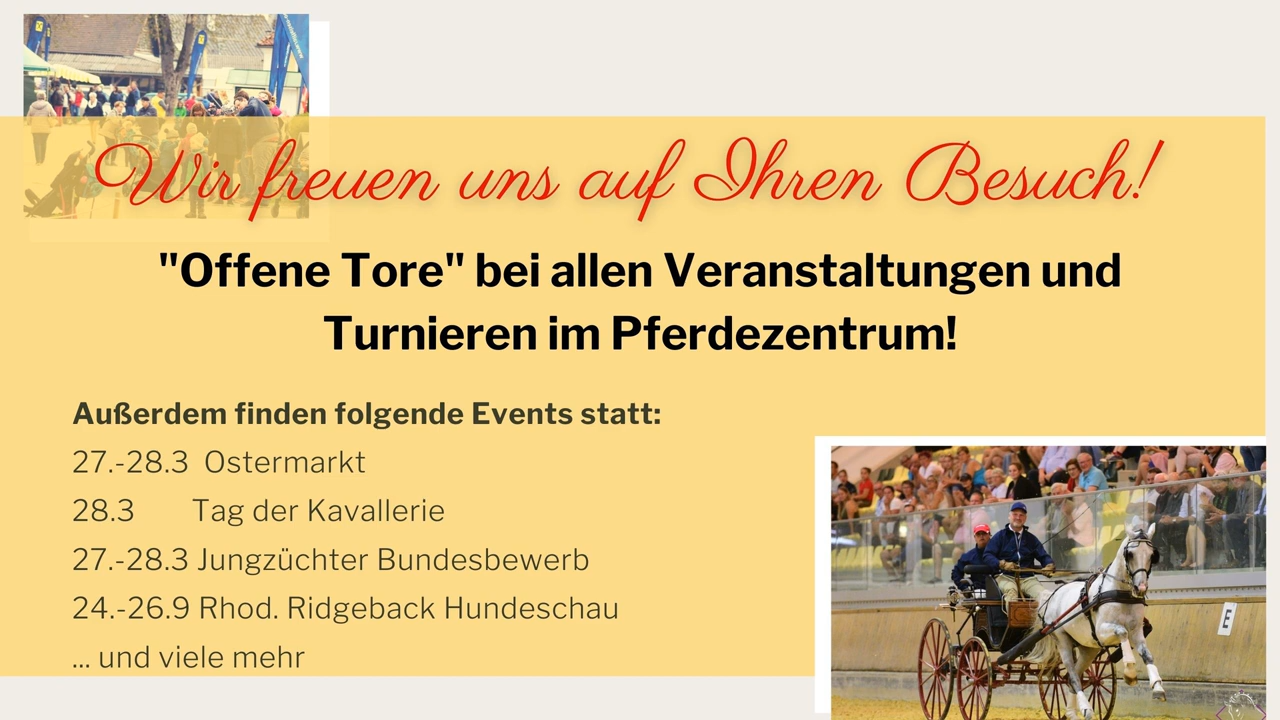 Wir freuen uns auf Ihren Besuch!
"Offene Tore" bei allen Veranstaltungen und
Turnieren im Pferdezentrum!
Außerdem finden folgende Events statt:
27.-28.3 Ostermarkt
28.3 Tag der Kavallerie
27.-28.3 Jungzüchter Bundesbewerb
24.-26.9 Rhod. Ridgeback Hundeschau
... und viele mehr
E